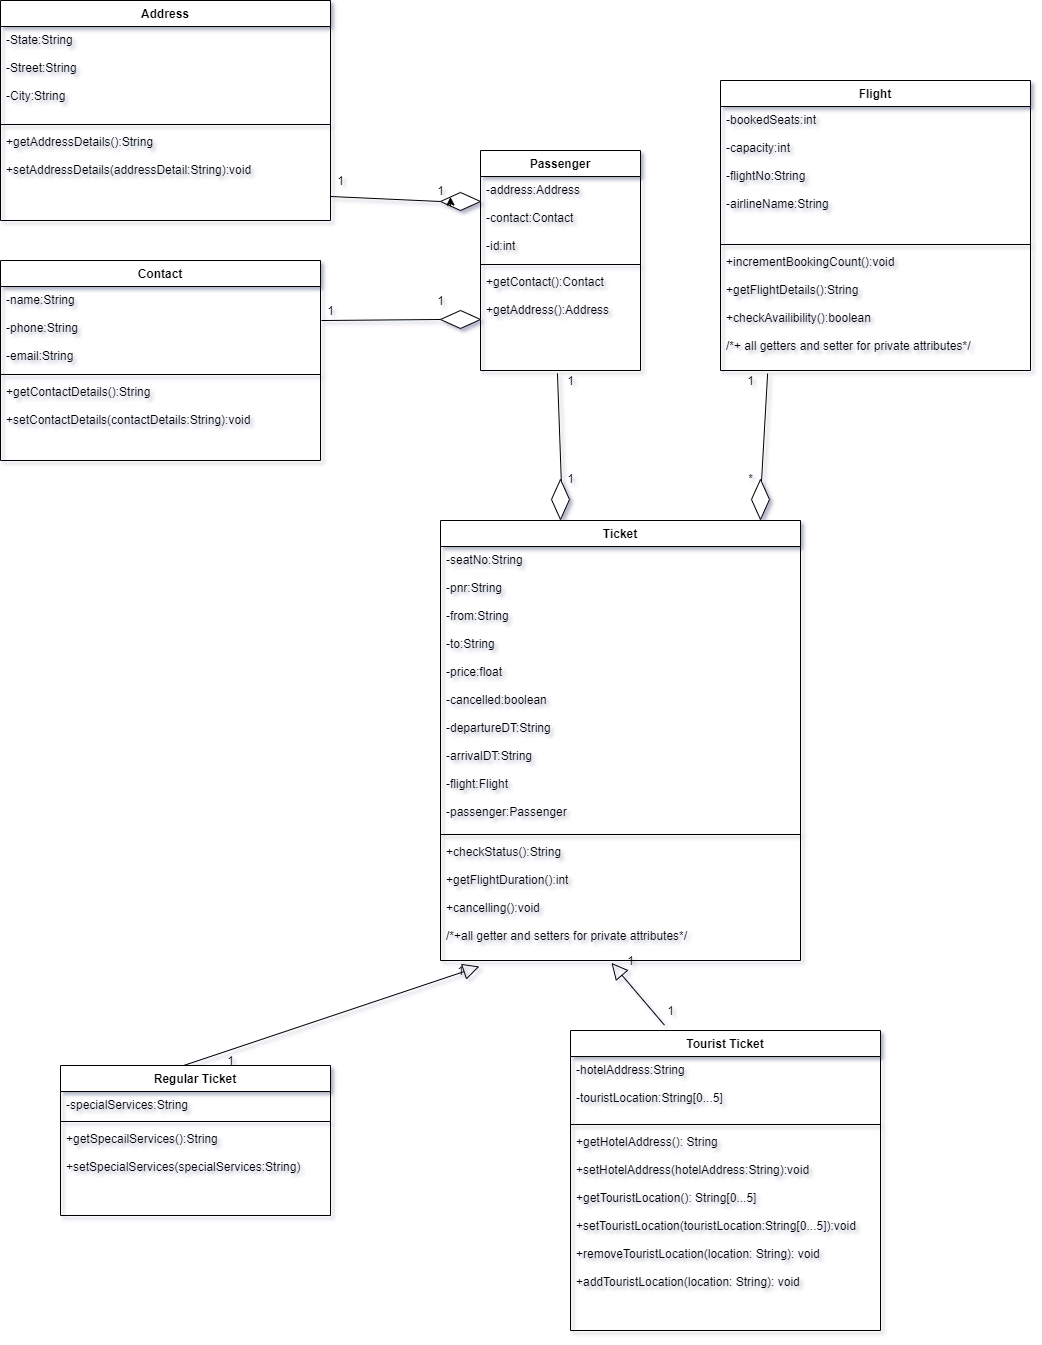 Address
-State:String
-Street:String
-City:String
+getAddressDetails():String
+setAddressDetails(addressDetail:String):void
1
1
Contact
-name:String
-phone:String
-email:String
+getContactDetails():String
+setContactDetails(contactDetails:String):void
1
1
Passenger
-address:Address
-contact:Contact
-id:int
+getContact():Contact
+getAddress():Address
1
1
Flight
-bookedSeats:int
-capacity:int
-flightNo:String
-airlineName:String
+incrementBookingCount():void
+getFlightDetails():String
+checkAvailibility():boolean
/*+ all getters and setter for private attributes*/
1
*
Ticket
-seatNo:String
-pnr:String
-from:String
-to:String
-price:float
-cancelled:boolean
-departureDT:String
-arrivalDT:String
-flight:Flight
-passenger:Passenger
+checkStatus():String
+getFlightDuration():int
+cancelling():void
/*+all getter and setters for private attributes*/
1
1
1
1
Regular Ticket
-specialServices:String
+getSpecailServices():String
+setSpecialServices(specialServices:String)
Tourist Ticket
-hotelAddress:String
-touristLocation:String[0...5]
+getHotelAddress(): String
+setHotelAddress(hotelAddress:String):void
+getTouristLocation(): String[0...5]
+setTouristLocation(touristLocation:String[0...5]):void
+removeTouristLocation(location: String): void
+addTouristLocation(location: String): void